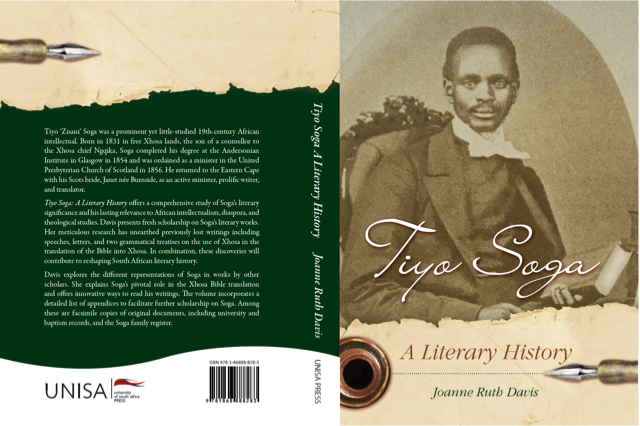 Tiyo 'Zisani' Soga was a prominent yet little-studied 19th-century African
intellectual. Born in 1831 in free Xhosa lands, the son of a counsellor to
the Xhosa chief Ngqika, Soga completed his degree at the Andersonian
Institute in Glasgow in 1854 and was ordained as a minister in the United
Presbyterian Church of Scotland in 1856. He returned to the Eastern Cape
with his Scots bride, Janet née Burnside, as an active minister, prolific writer,
and translator.
Tiyo Soga: A Literary History offers a comprehensive study of Soga's literary
significance and his lasting relevance to African intellectualism, diaspora, and
theological studies. Davis presents fresh scholarship on Soga's literary works.
Her meticulous research has unearthed previously lost writings including
speeches, letters, and two grammatical treatises on the use of Xhosa in the
translation of the Bible into Xhosa. In combination, these discoveries will
contribute to reshaping South African literary history.
Davis explores the different representations of Soga in works by other
scholars. She explains Soga's pivotal role in the Xhosa Bible translation
and offers innovative ways to read his writings. The volume incorporates a
detailed list of appendices to facilitate further scholarship on Soga. Among
these are facsimile copies of original documents, including university and
baptism records, and the Soga family register.
UNISA
university
of south africa
PRESS
ISBN 978-1-86888-828-3
9 781868 888283
Tiyo Soga A Literary History Joanne Ruth Davis
UNISA PRESS
Tiyo Soga
A Literary History
Joanne Ruth Davis